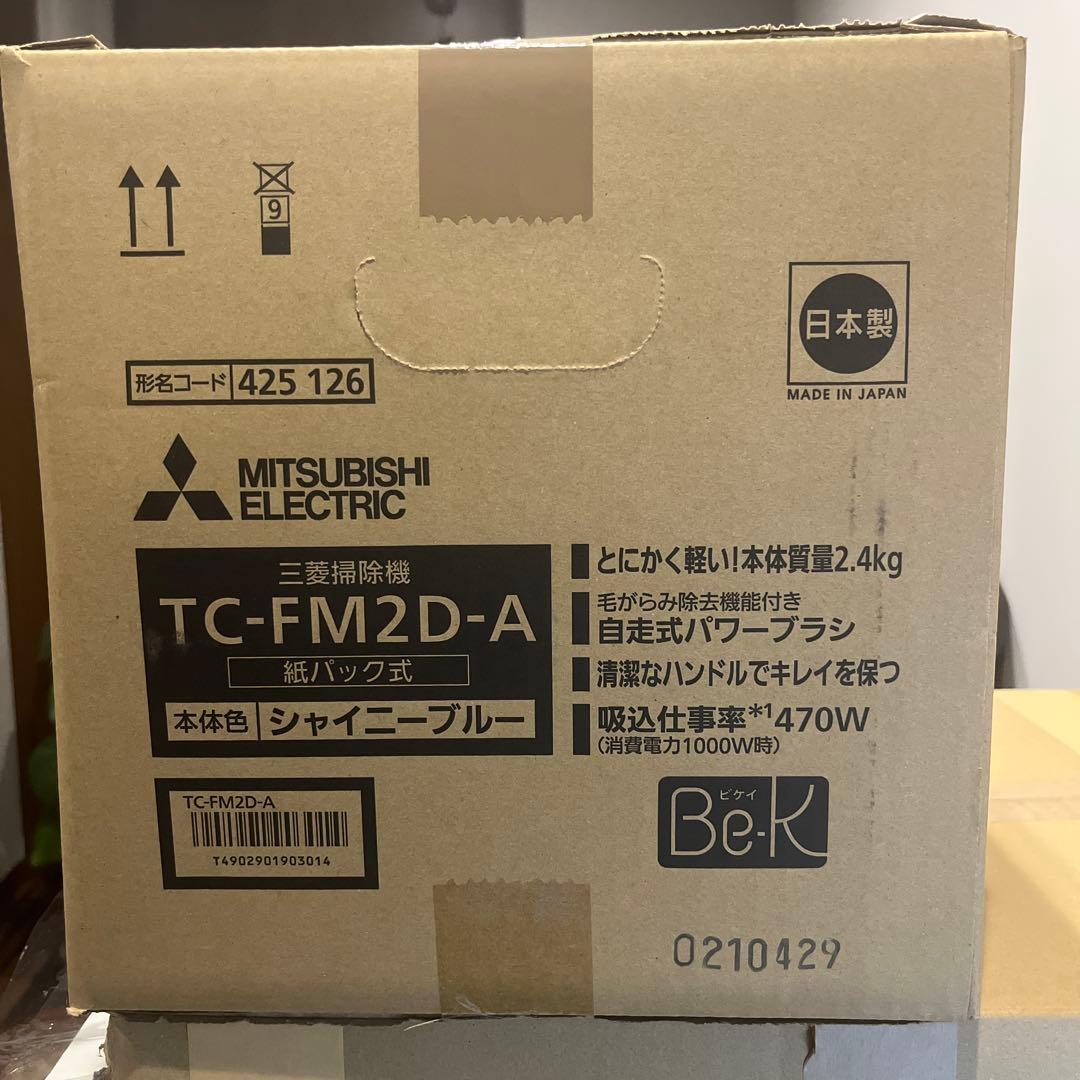 9
日本製
MADE IN JAPAN
形名コード 425 126
MITSUBISHI
ELECTRIC
三菱掃除機
TC-FM2D-A
紙パック式
本体色 シャイニーブルー
とにかく軽い!本体質量2.4kg
毛がらみ除去機能付き
自走式パワーブラシ
清潔なハンドルでキレイを保つ
吸込仕事率*1 470W
(消費電力1000W時)
TC-FM2D-A
T4902901903014
ビケイ
Be-K
0210429